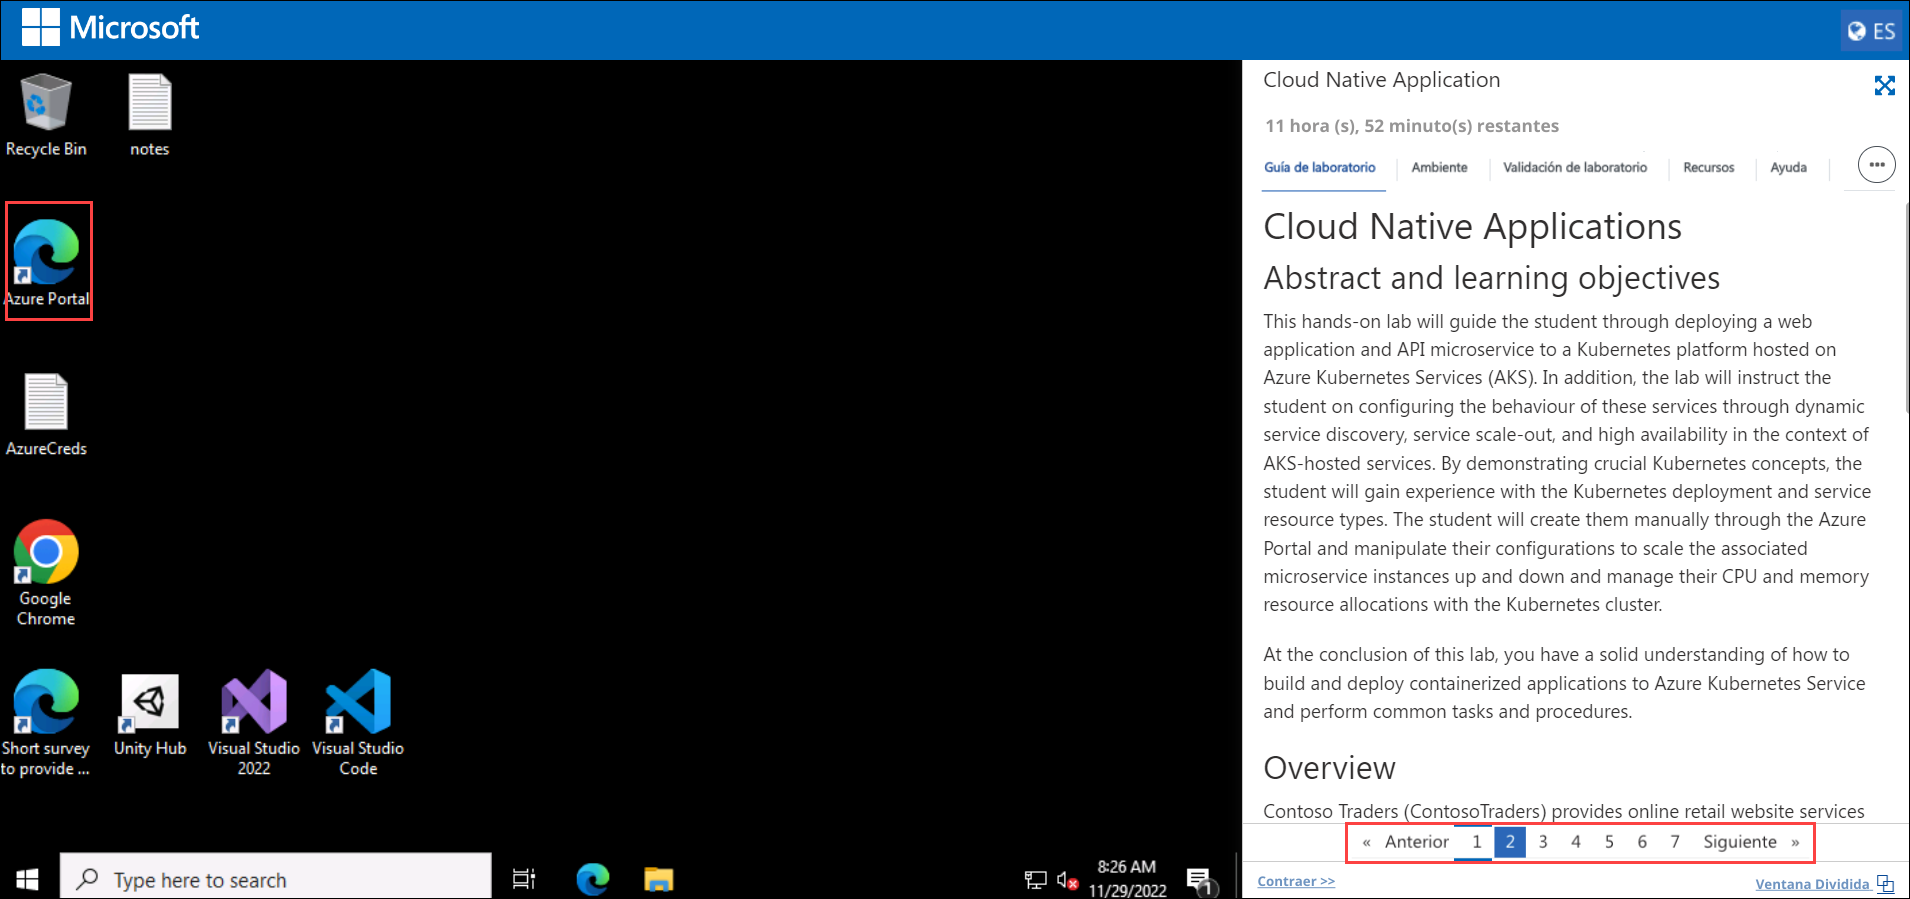 Microsoft
ES
Recycle Bin
notes
Azure Portal
AzureCreds
Google
Chrome
Short survey
to provide ...
Unity Hub
Visual Studio
2022
Visual Studio
Code
Type here to search
8:26 AM
11/29/2022
1
Cloud Native Application
11 hora (s), 52 minuto(s) restantes
Guía de laboratorio
Ambiente
Validación de laboratorio
Recursos
Ayuda
Cloud Native Applications
Abstract and learning objectives
This hands-on lab will guide the student through deploying a web
application and API microservice to a Kubernetes platform hosted on
Azure Kubernetes Services (AKS). In addition, the lab will instruct the
student on configuring the behaviour of these services through dynamic
service discovery, service scale-out, and high availability in the context of
AKS-hosted services. By demonstrating crucial Kubernetes concepts, the
student will gain experience with the Kubernetes deployment and service
resource types. The student will create them manually through the Azure
Portal and manipulate their configurations to scale the associated
microservice instances up and down and manage their CPU and memory
resource allocations with the Kubernetes cluster.
At the conclusion of this lab, you have a solid understanding of how to
build and deploy containerized applications to Azure Kubernetes Service
and perform common tasks and procedures.
Overview
Contoso Traders (ContosoTraders) provides online retail website services
« Anterior 1 2 3 4 5 6 7 Siguiente »
Contraer >>
Ventana Dividida